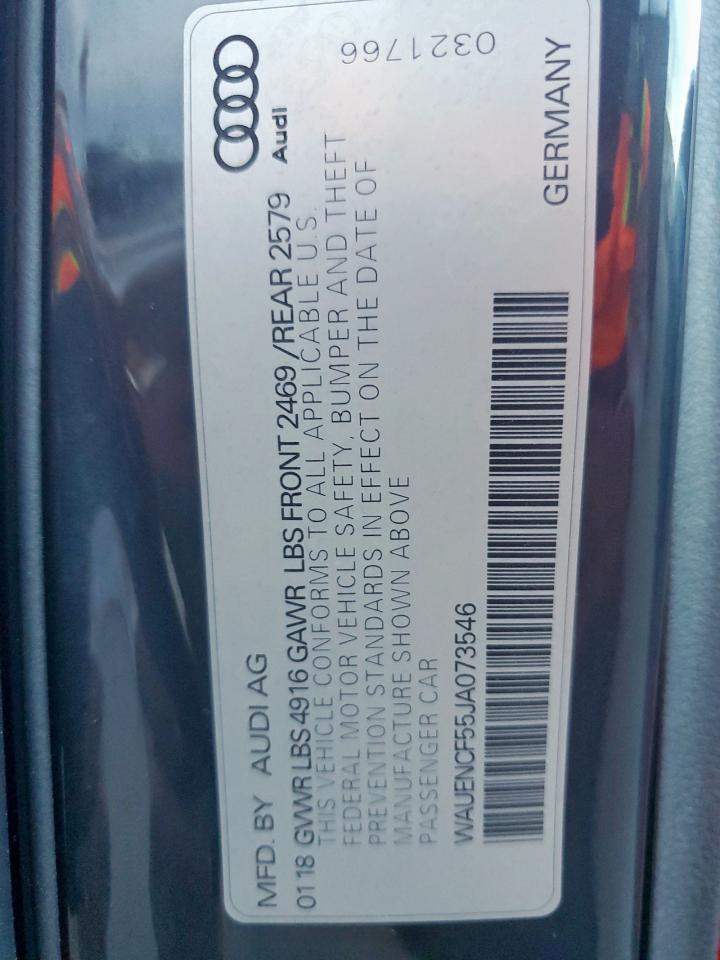 MFD. BY AUDI AG
Audi
0118 GVWR LBS 4916 GAWR LBS FRONT 2469 /REAR 2579
THIS VEHICLE CONFORMS TO ALL APPLICABLE U.S.
FEDERAL MOTOR VEHICLE SAFETY, BUMPER AND THEFT
PREVENTION STANDARDS IN EFFECT ON THE DATE OF
MANUFACTURE SHOWN ABOVE
PASSENGER CAR
0321766
WAUENCF55JA073546
GERMANY